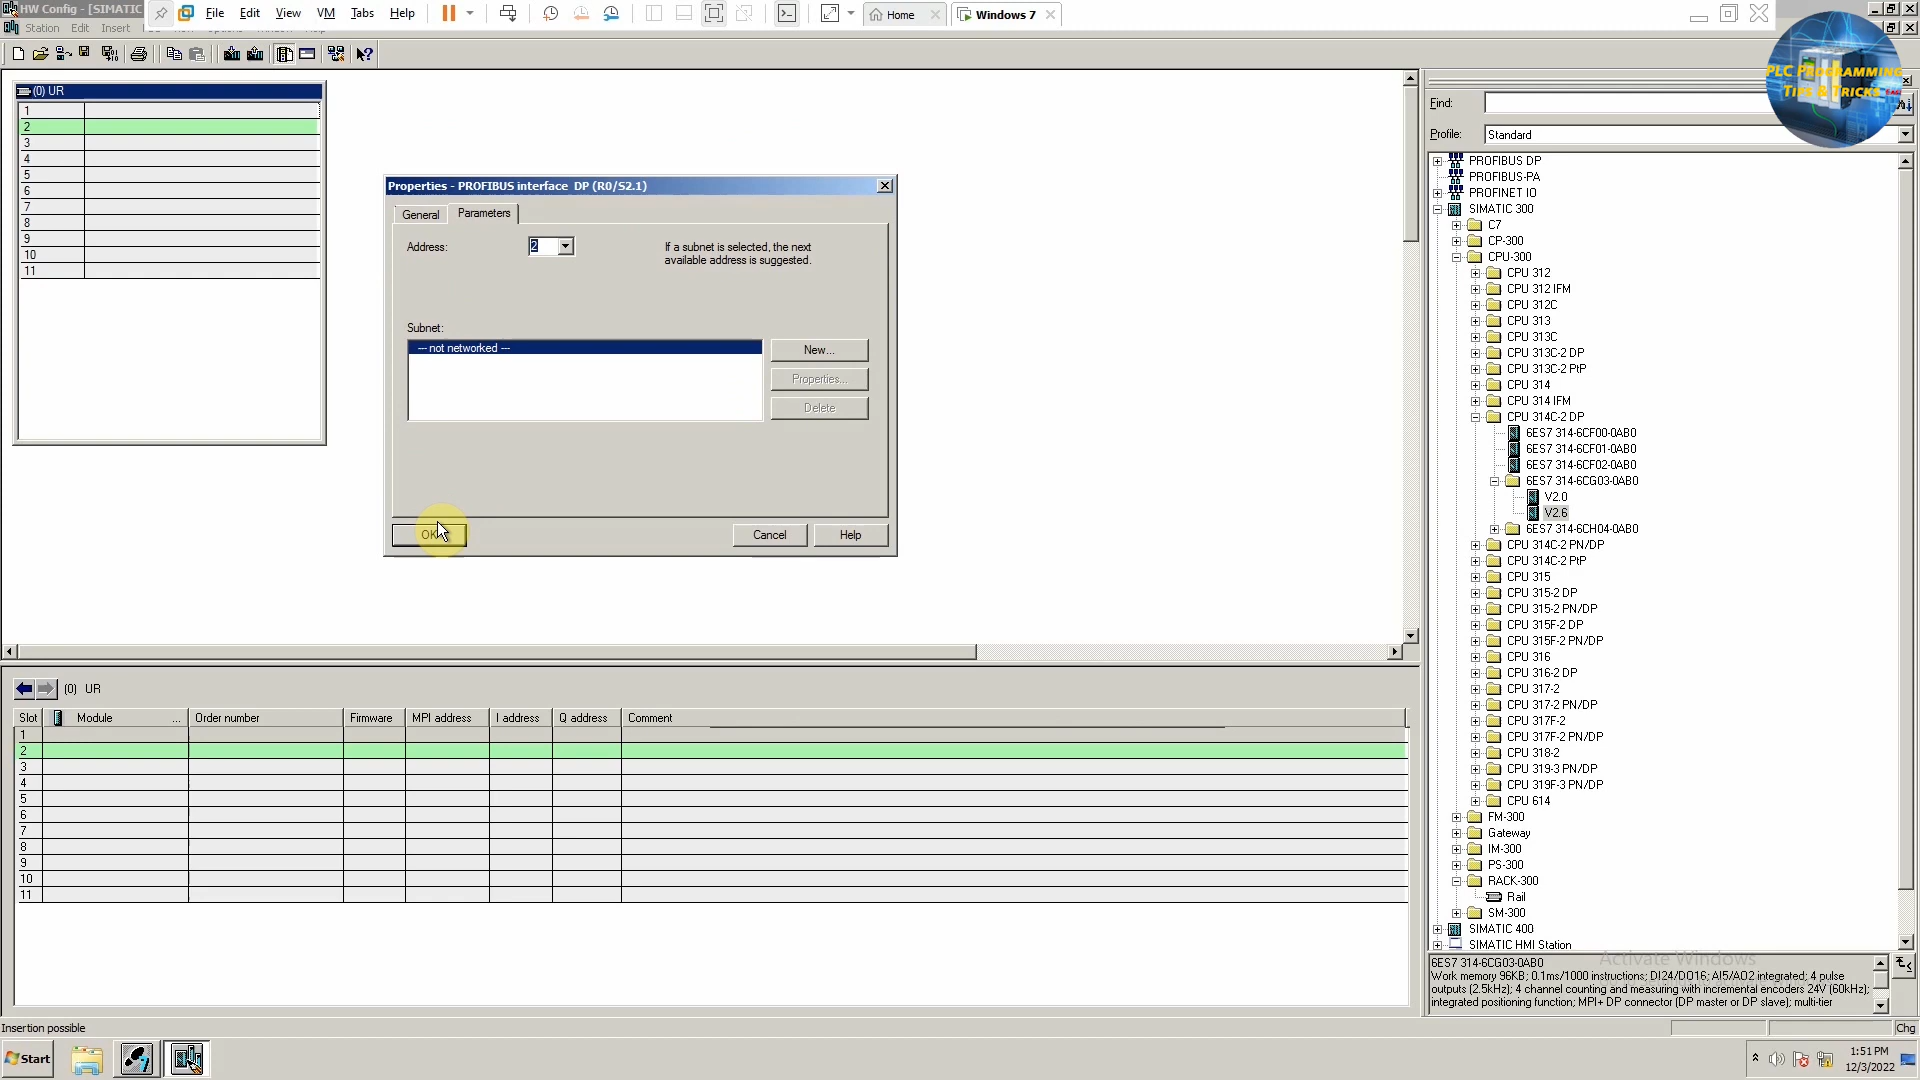 HW Config - [SIMATIC
File Edit View VM Tabs Help
Home
Windows 7
Station Edit Insert
(0) UR
1
2
3
4
5
6
7
8
9
10
11
Properties - PROFIBUS interface DP (R0/S2.1)
General Parameters
Address: 2
If a subnet is selected, the next
available address is suggested.
Subnet:
--- not networked ---
New...
Properties...
Delete
OK Cancel Help
PLC PROGRAMMING
TIPS & TRICKS
Find:
Profile: Standard
PROFIBUS DP
PROFIBUS-PA
PROFINET IO
SIMATIC 300
C7
CP-300
CPU-300
CPU 312
CPU 312 IFM
CPU 312C
CPU 313
CPU 313C
CPU 313C-2 DP
CPU 313C-2 PtP
CPU 314
CPU 314 IFM
CPU 314C-2 DP
6ES7 314-6CF00-0AB0
6ES7 314-6CF01-0AB0
6ES7 314-6CF02-0AB0
6ES7 314-6CG03-0AB0
V2.0
V2.6
6ES7 314-6CH04-0AB0
CPU 314C-2 PN/DP
CPU 314C-2 PtP
CPU 315
CPU 315-2 DP
CPU 315-2 PN/DP
CPU 315F-2 DP
CPU 315F-2 PN/DP
CPU 316
CPU 316-2 DP
CPU 317-2
CPU 317-2 PN/DP
CPU 317F-2
CPU 317F-2 PN/DP
CPU 318-2
CPU 319-3 PN/DP
CPU 319F-3 PN/DP
CPU 614
FM-300
Gateway
IM-300
PS-300
RACK-300
Rail
SM-300
SIMATIC 400
SIMATIC HMI Station
Activate Windows
6ES7 314-6CG03-0AB0
Work memory 96KB; 0.1ms/1000 instructions; DI24/DO16; AI5/AO2 integrated; 4 pulse
outputs (2.5kHz); 4 channel counting and measuring with incremental encoders 24V (60kHz);
integrated positioning function; MPI+ DP connector (DP master or DP slave); multi-tier
(0) UR
Slot Module ... Order number Firmware MPI address I address Q address Comment
1
2
3
4
5
6
7
8
9
10
11
Insertion possible
Chg
Start
1:51 PM
12/3/2022